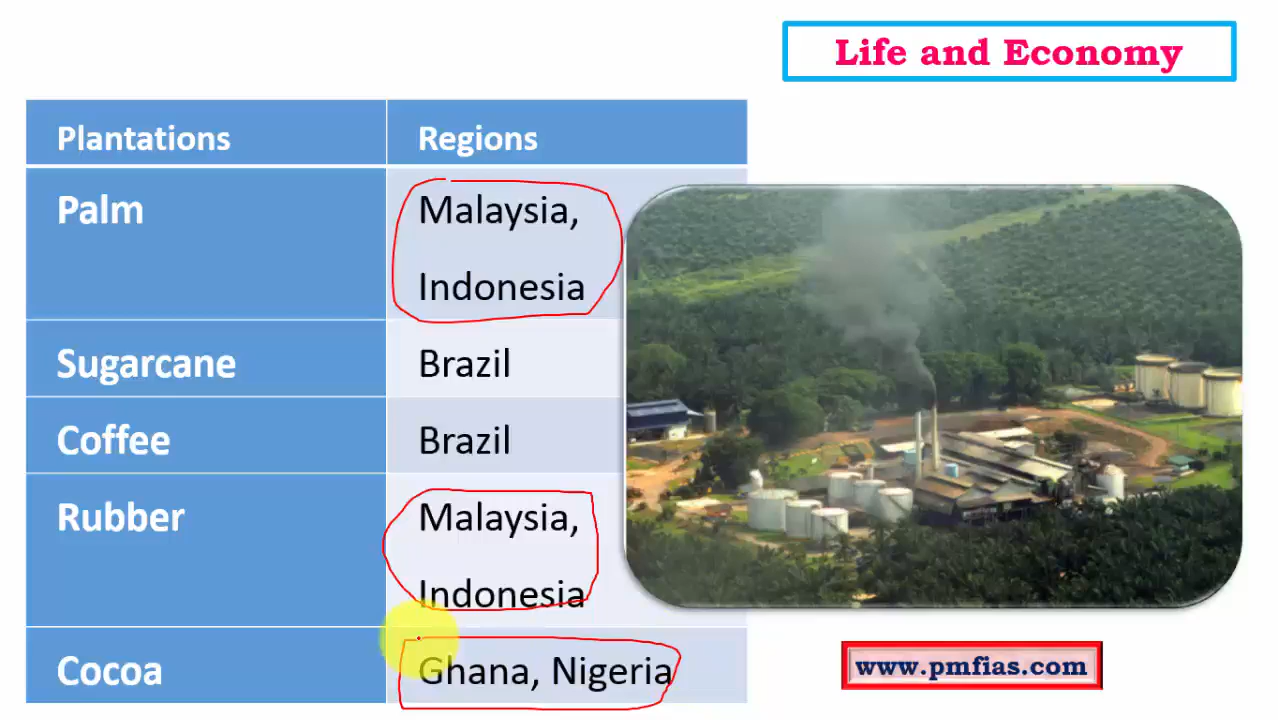 Life and Economy
Plantations Regions
Palm Malaysia,
Indonesia
Sugarcane Brazil
Coffee Brazil
Rubber Malaysia,
Indonesia
Cocoa Ghana, Nigeria
www.pmfias.com